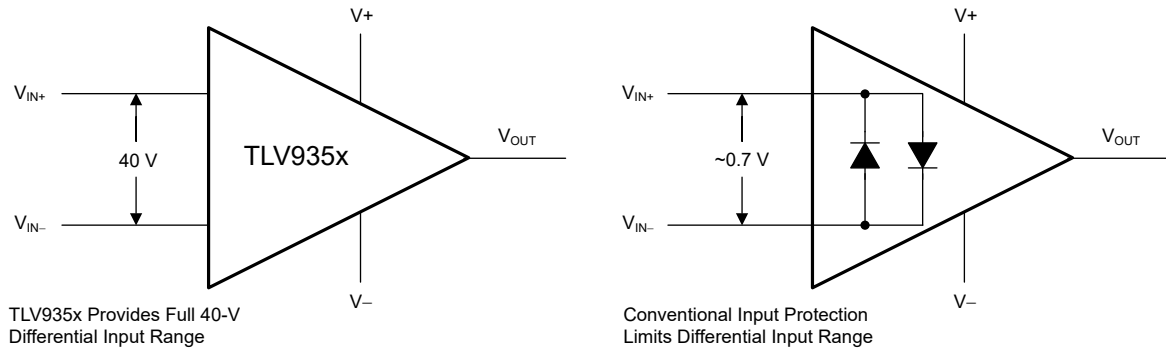 V+
V+
VIN+
VIN+
40 V
TLV935x
VOUT
~0.7 V
VOUT
VIN–
VIN–
V–
V–
TLV935x Provides Full 40-V
Differential Input Range
Conventional Input Protection
Limits Differential Input Range